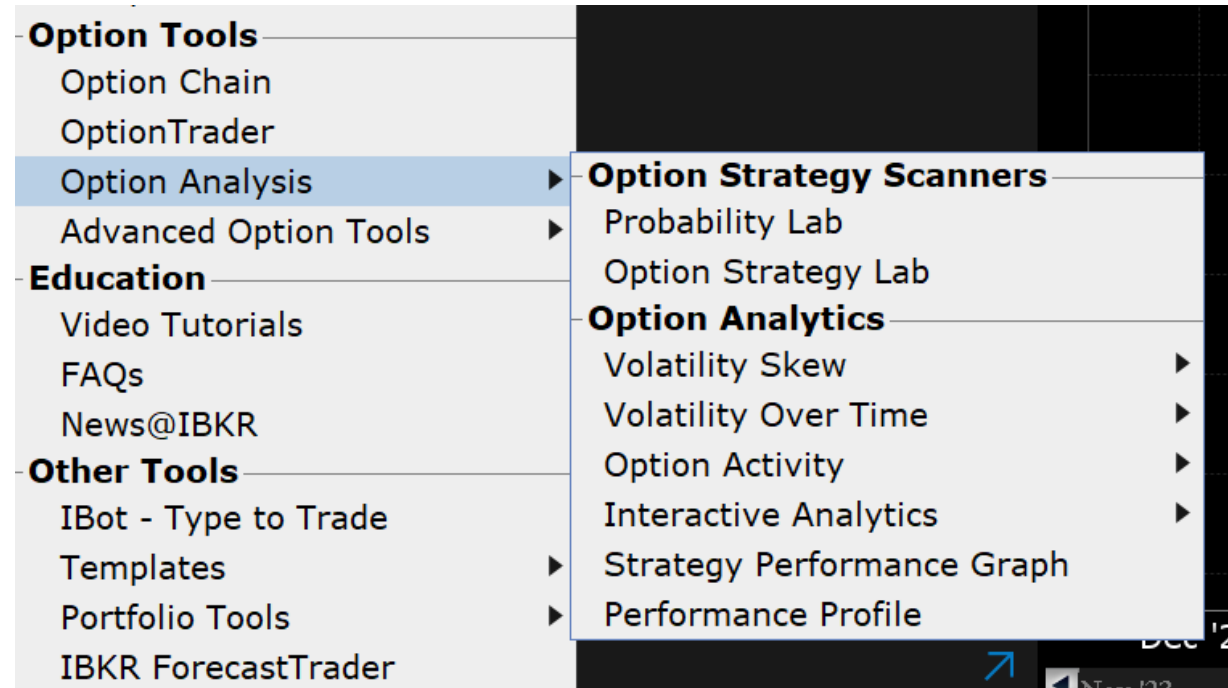 Option Tools
Option Chain
OptionTrader
Option Analysis
Advanced Option Tools
Education
Video Tutorials
FAQs
News@IBKR
Other Tools
IBot - Type to Trade
Templates
Portfolio Tools
IBKR ForecastTrader
Option Strategy Scanners
Probability Lab
Option Strategy Lab
Option Analytics
Volatility Skew
Volatility Over Time
Option Activity
Interactive Analytics
Strategy Performance Graph
Performance Profile